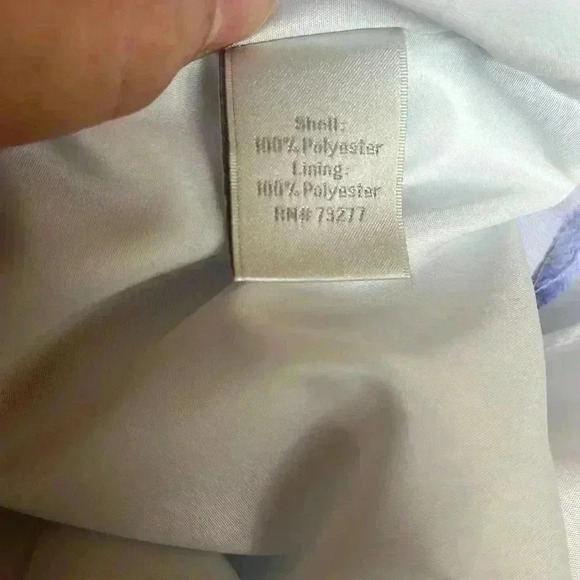 Shell:
100% Polyester
Lining:
100% Polyester
RN# 73277